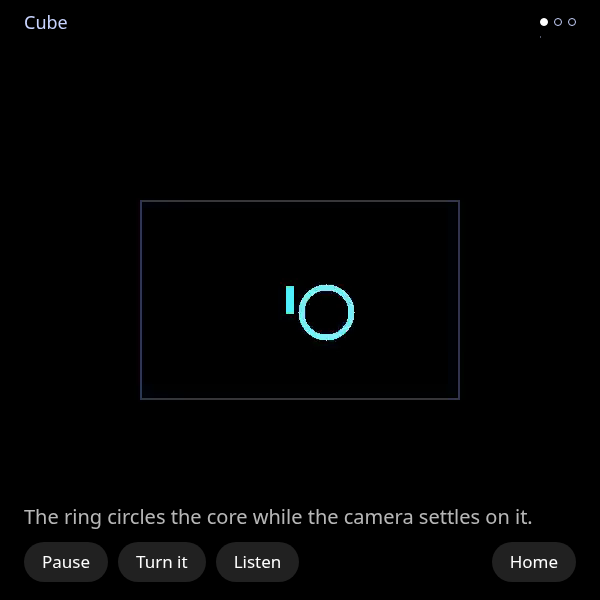 Cube
The ring circles the core while the camera settles on it.
Pause
Turn it
Listen
Home